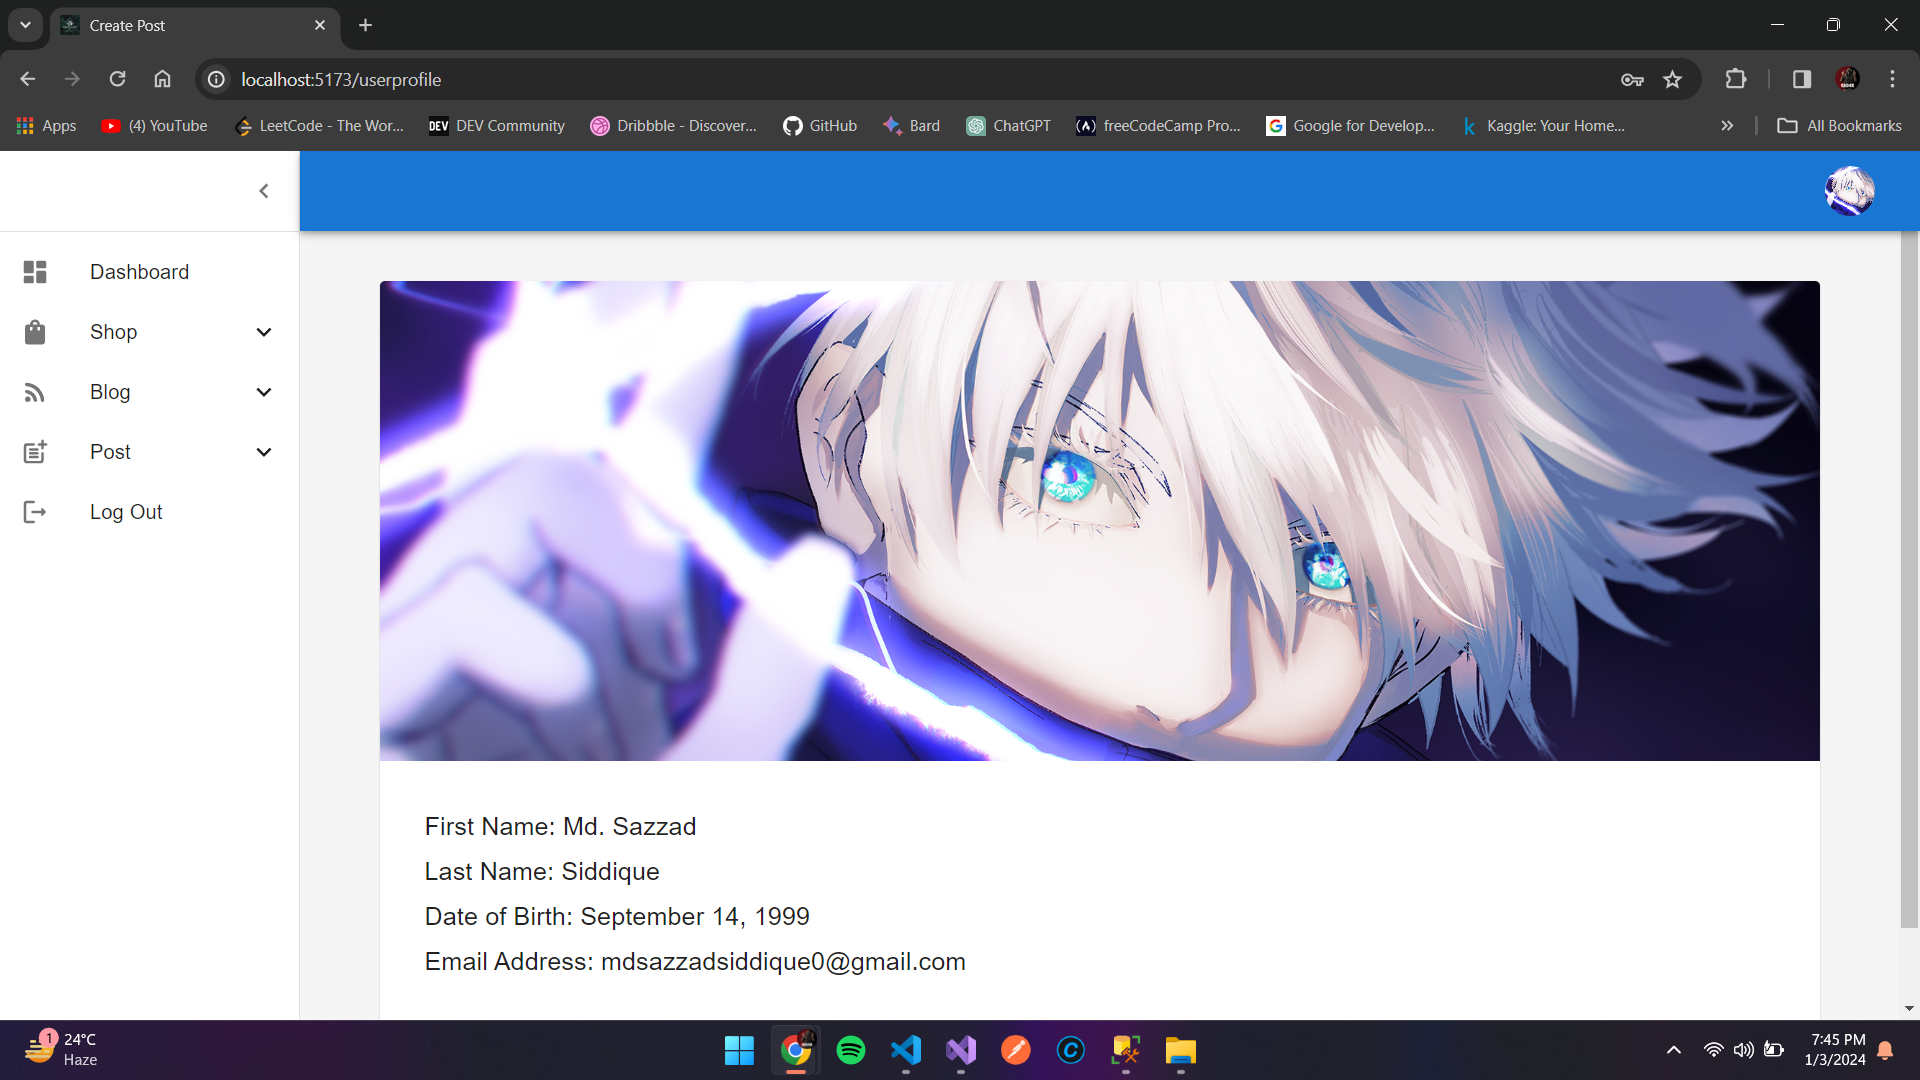 Create Post
localhost:5173/userprofile
Apps
(4) YouTube
LeetCode - The Wor...
DEV
DEV Community
Dribbble - Discover...
GitHub
Bard
ChatGPT
freeCodeCamp Pro...
G
Google for Develop...
k
Kaggle: Your Home...
All Bookmarks
Dashboard
Shop
Blog
Post
Log Out
First Name: Md. Sazzad
Last Name: Siddique
Date of Birth: September 14, 1999
Email Address: mdsazzadsiddique0@gmail.com
1
24°C
Haze
C
7:45 PM
1/3/2024